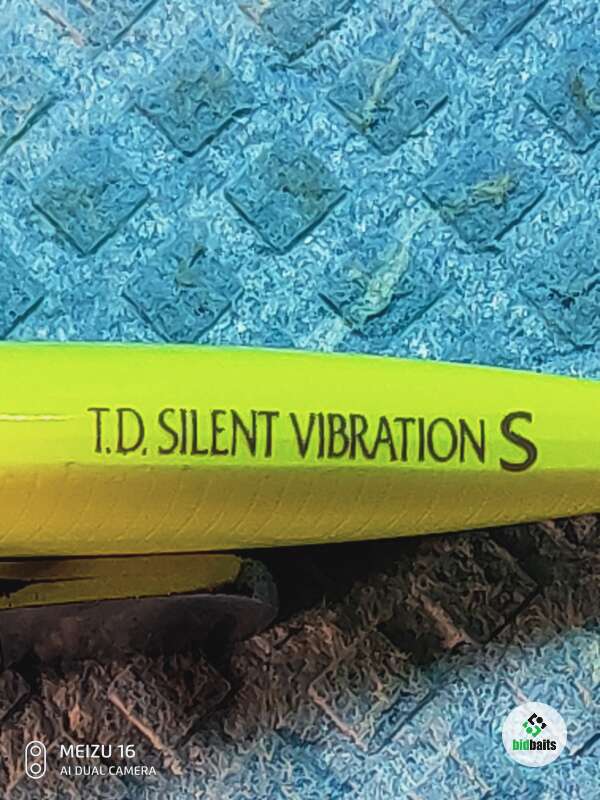 T.D. SILENT VIBRATION S
MEIZU 16
AI DUAL CAMERA
bidbaits